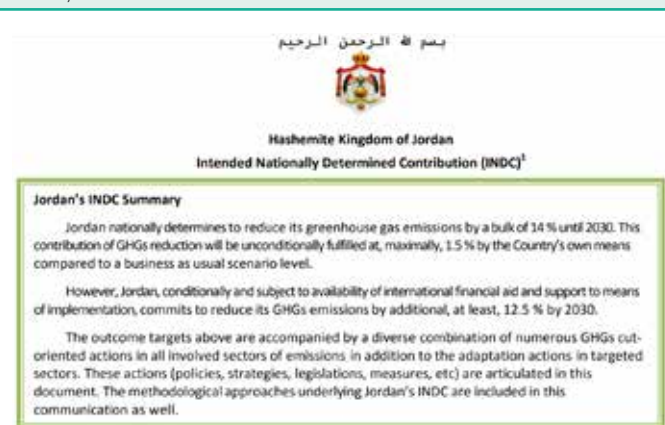 بسم الله الرحمن الرحيم
Hashemite Kingdom of Jordan
Intended Nationally Determined Contribution (INDC)¹
Jordan's INDC Summary
Jordan nationally determines to reduce its greenhouse gas emissions by a bulk of 14 % until 2030. This
contribution of GHGs reduction will be unconditionally fulfilled at, maximally, 1.5 % by the Country's own means
compared to a business as usual scenario level.
However, Jordan, conditionally and subject to availability of international financial aid and support to means
of implementation, commits to reduce its GHGs emissions by additional, at least, 12.5 % by 2030.
The outcome targets above are accompanied by a diverse combination of numerous GHGs cut-
oriented actions in all involved sectors of emissions in addition to the adaptation actions in targeted
sectors. These actions (policies, strategies, legislations, measures, etc) are articulated in this
document. The methodological approaches underlying Jordan's INDC are included in this
communication as well.